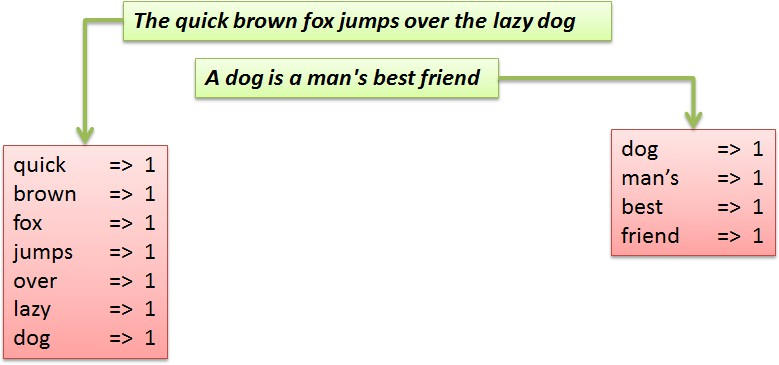 The quick brown fox jumps over the lazy dog
A dog is a man's best friend
quick => 1
brown => 1
fox => 1
jumps => 1
over => 1
lazy => 1
dog => 1
dog => 1
man’s => 1
best => 1
friend => 1